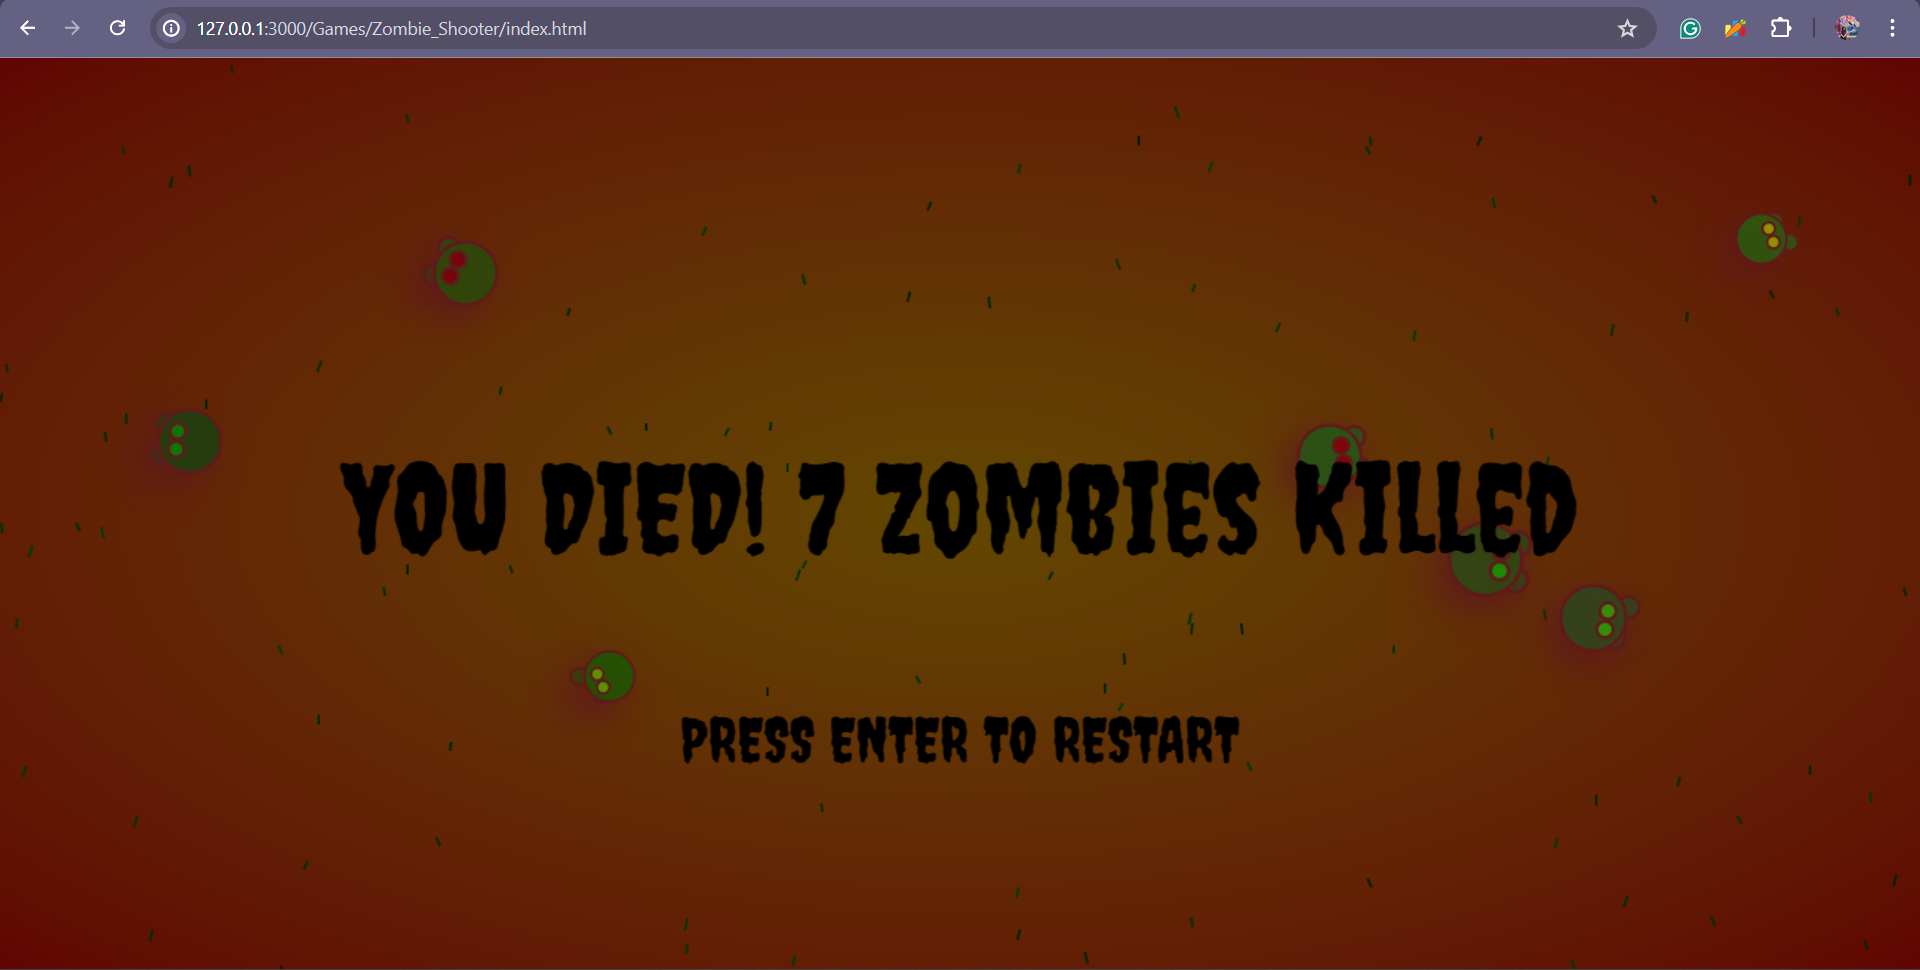 127.0.0.1:3000/Games/Zombie_Shooter/index.html
YOU DIED! 7 ZOMBIES KILLED
PRESS ENTER TO RESTART